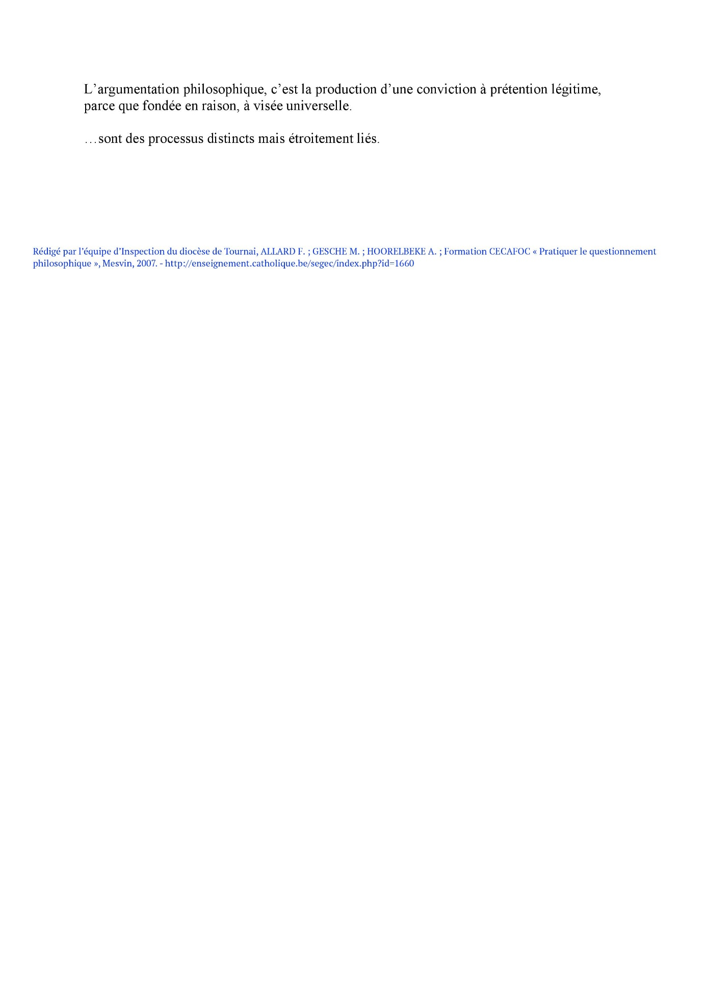 L’argumentation philosophique, c’est la production d’une conviction à prétention légitime,
parce que fondée en raison, à visée universelle.
…sont des processus distincts mais étroitement liés.
Rédigé par l’équipe d’Inspection du diocèse de Tournai, ALLARD F. ; GESCHE M. ; HOORELBEKE A. ; Formation CECAFOC « Pratiquer le questionnement
philosophique », Mesvin, 2007. - http://enseignement.catholique.be/segec/index.php?id=1660